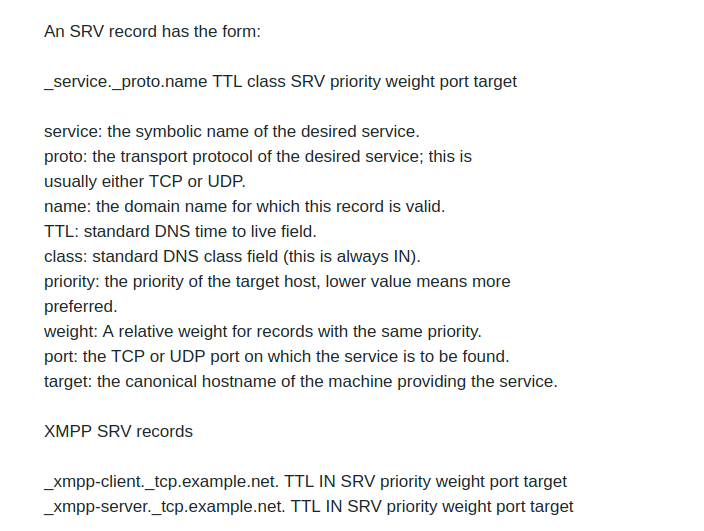 An SRV record has the form:
_service._proto.name TTL class SRV priority weight port target
service: the symbolic name of the desired service.
proto: the transport protocol of the desired service; this is
usually either TCP or UDP.
name: the domain name for which this record is valid.
TTL: standard DNS time to live field.
class: standard DNS class field (this is always IN).
priority: the priority of the target host, lower value means more
preferred.
weight: A relative weight for records with the same priority.
port: the TCP or UDP port on which the service is to be found.
target: the canonical hostname of the machine providing the service.
XMPP SRV records
_xmpp-client._tcp.example.net. TTL IN SRV priority weight port target
_xmpp-server._tcp.example.net. TTL IN SRV priority weight port target